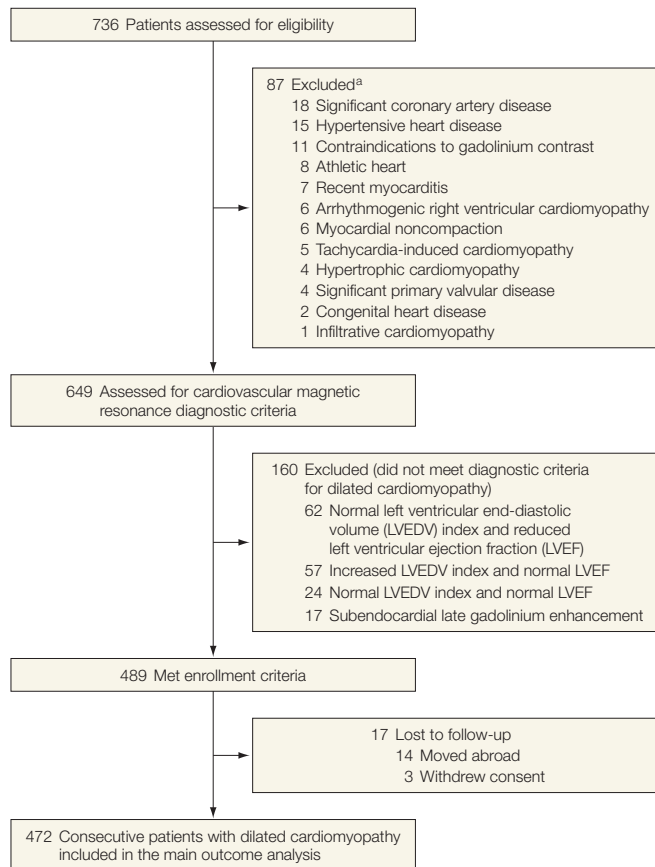 736 Patients assessed for eligibility
87 Excludedᵃ
18 Significant coronary artery disease
15 Hypertensive heart disease
11 Contraindications to gadolinium contrast
8 Athletic heart
7 Recent myocarditis
6 Arrhythmogenic right ventricular cardiomyopathy
6 Myocardial noncompaction
5 Tachycardia-induced cardiomyopathy
4 Hypertrophic cardiomyopathy
4 Significant primary valvular disease
2 Congenital heart disease
1 Infiltrative cardiomyopathy
649 Assessed for cardiovascular magnetic
resonance diagnostic criteria
160 Excluded (did not meet diagnostic criteria
for dilated cardiomyopathy)
62 Normal left ventricular end-diastolic
volume (LVEDV) index and reduced
left ventricular ejection fraction (LVEF)
57 Increased LVEDV index and normal LVEF
24 Normal LVEDV index and normal LVEF
17 Subendocardial late gadolinium enhancement
489 Met enrollment criteria
17 Lost to follow-up
14 Moved abroad
3 Withdrew consent
472 Consecutive patients with dilated cardiomyopathy
included in the main outcome analysis